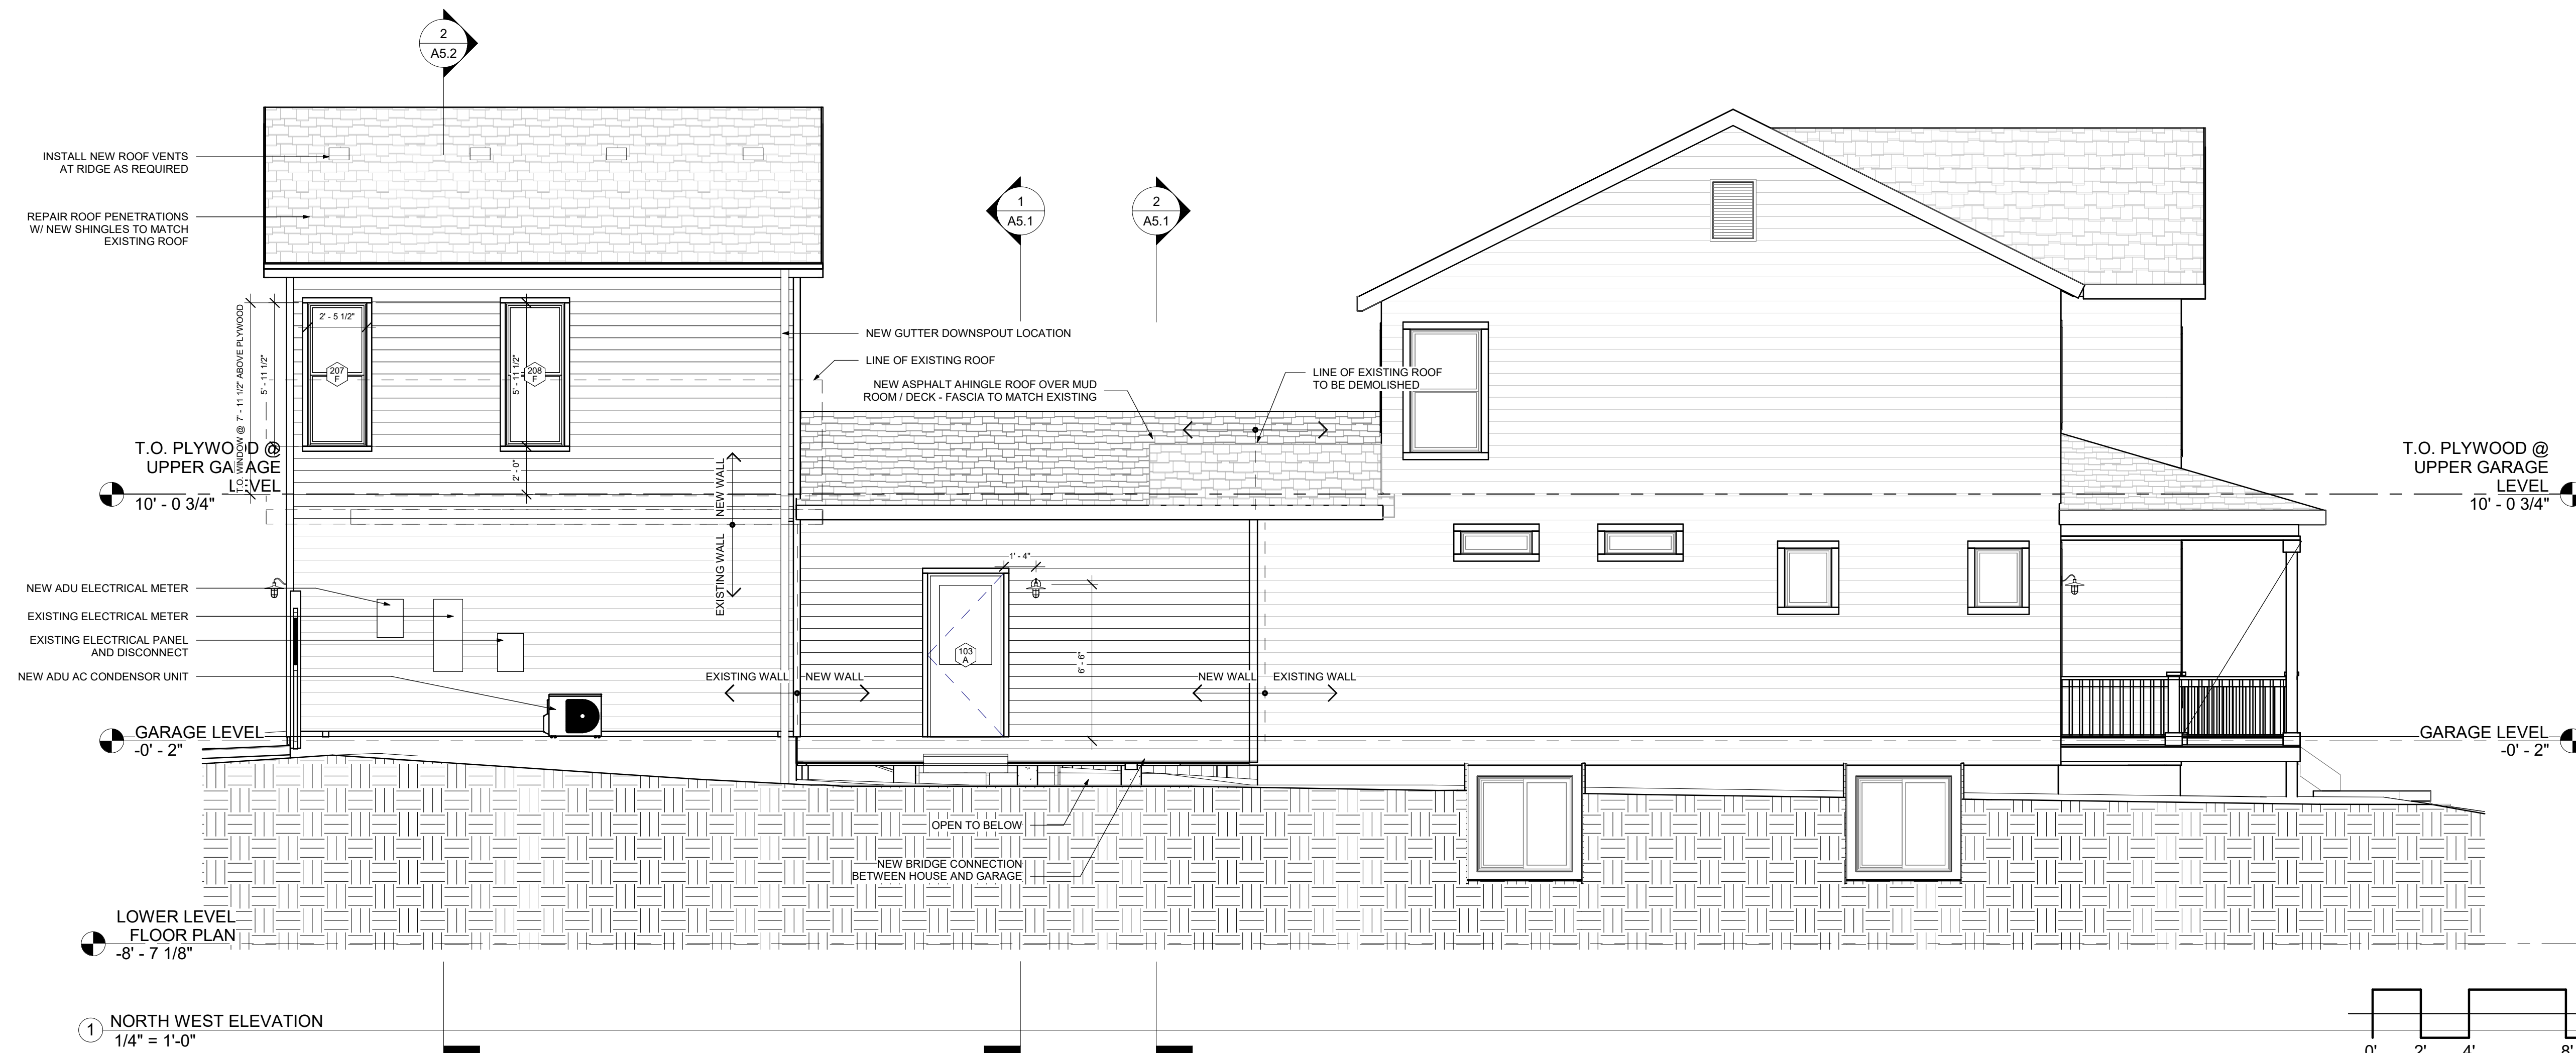 2
A5.2
INSTALL NEW ROOF VENTS
AT RIDGE AS REQUIRED
REPAIR ROOF PENETRATIONS
W/ NEW SHINGLES TO MATCH
EXISTING ROOF
1
A5.1
2
A5.1
2' - 5 1/2"
207
F
208
F
5' - 11 1/2"
5' - 11 1/2"
T.O. WINDOW @ 7' - 11 1/2" ABOVE PLYWOOD
2' - 0"
NEW GUTTER DOWNSPOUT LOCATION
LINE OF EXISTING ROOF
NEW ASPHALT AHINGLE ROOF OVER MUD
ROOM / DECK - FASCIA TO MATCH EXISTING
LINE OF EXISTING ROOF
TO BE DEMOLISHED
T.O. PLYWOOD @
UPPER GARAGE
LEVEL
10' - 0 3/4"
T.O. PLYWOOD @
UPPER GARAGE
LEVEL
10' - 0 3/4"
NEW WALL
EXISTING WALL
1' - 4"
NEW ADU ELECTRICAL METER
EXISTING ELECTRICAL METER
EXISTING ELECTRICAL PANEL
AND DISCONNECT
NEW ADU AC CONDENSOR UNIT
103
A
6' - 6"
EXISTING WALL
NEW WALL
NEW WALL
EXISTING WALL
GARAGE LEVEL
-0' - 2"
GARAGE LEVEL
-0' - 2"
OPEN TO BELOW
NEW BRIDGE CONNECTION
BETWEEN HOUSE AND GARAGE
LOWER LEVEL
FLOOR PLAN
-8' - 7 1/8"
1
NORTH WEST ELEVATION
1/4" = 1'-0"
0'
2'
4'
8'